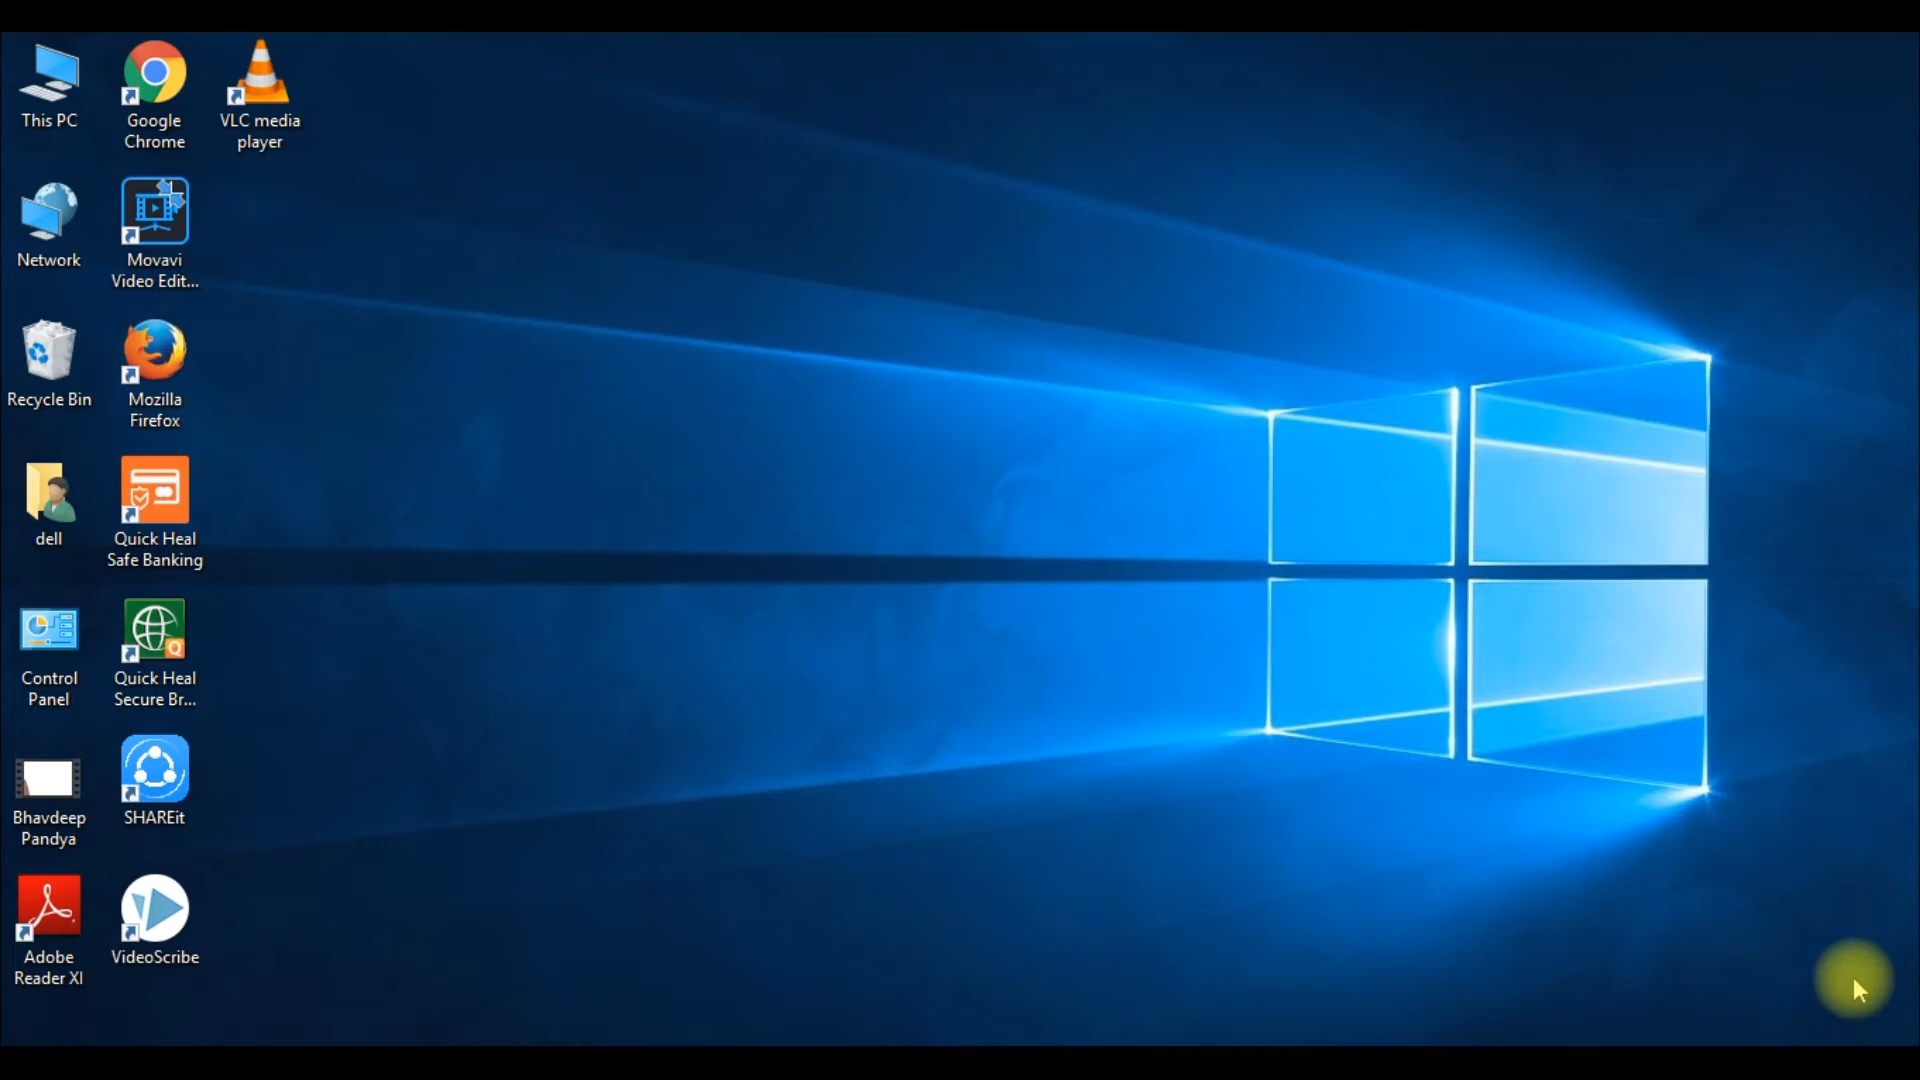 This PC
Google
Chrome
VLC media
player
Network
Movavi
Video Edit...
Recycle Bin
Mozilla
Firefox
dell
Quick Heal
Safe Banking
Control
Panel
Quick Heal
Secure Br...
Bhavdeep
Pandya
SHAREit
Adobe
Reader XI
VideoScribe